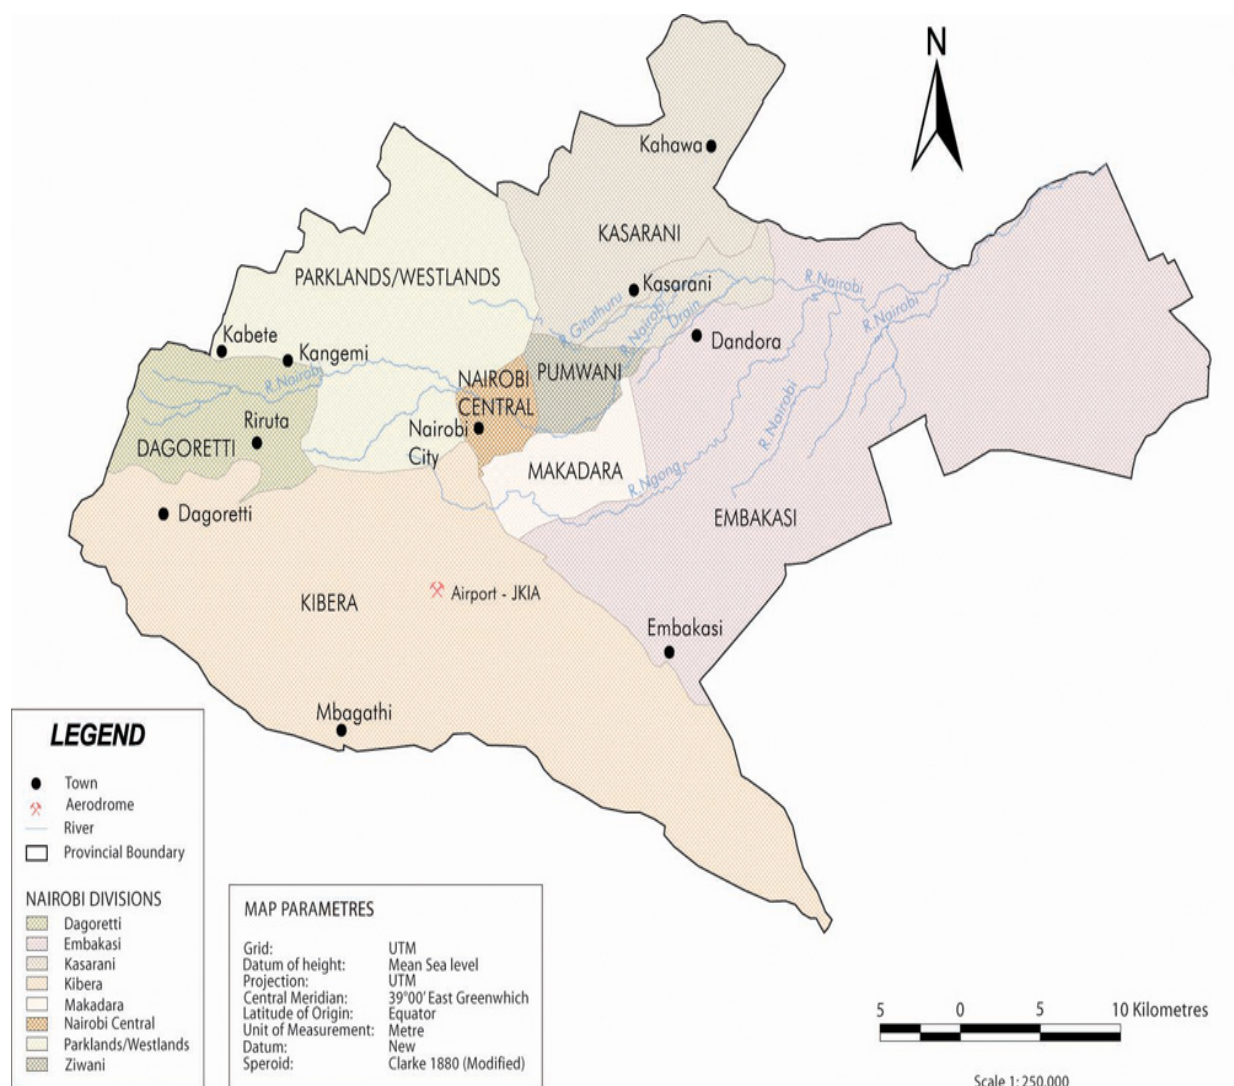 N
Kahawa
KASARANI
PARKLANDS/WESTLANDS
Kasarani
R.Nairobi
R.Gitathuru
R.Nairobi
Drain
R.Nairobi
Kabete
Kangemi
Dandora
R.Nairobi
NAIROBI
CENTRAL
PUMWANI
Riruta
Nairobi
City
R.Nairobi
DAGORETTI
MAKADARA
R.Ngong
Dagoretti
EMBAKASI
KIBERA
Airport - JKIA
Embakasi
Mbagathi
LEGEND
Town
Aerodrome
River
Provincial Boundary
NAIROBI DIVISIONS
Dagoretti
Embakasi
Kasarani
Kibera
Makadara
Nairobi Central
Parklands/Westlands
Ziwani
MAP PARAMETRES
Grid: UTM
Datum of height: Mean Sea level
Projection: UTM
Central Meridian: 39°00' East Greenwhich
Latitude of Origin: Equator
Unit of Measurement: Metre
Datum: New
Speroid: Clarke 1880 (Modified)
5 0 5 10 Kilometres
Scale 1: 250,000